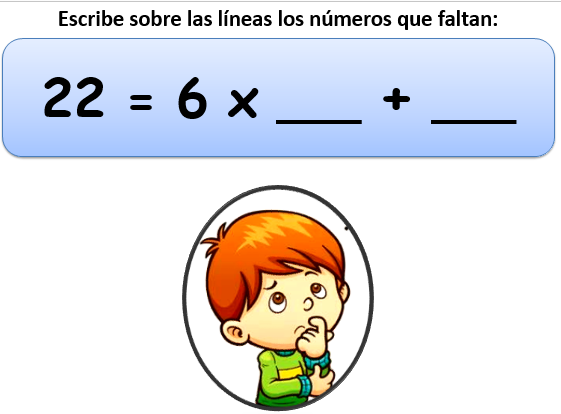 Escribe sobre las líneas los números que faltan:
22 = 6 x ___ + ___